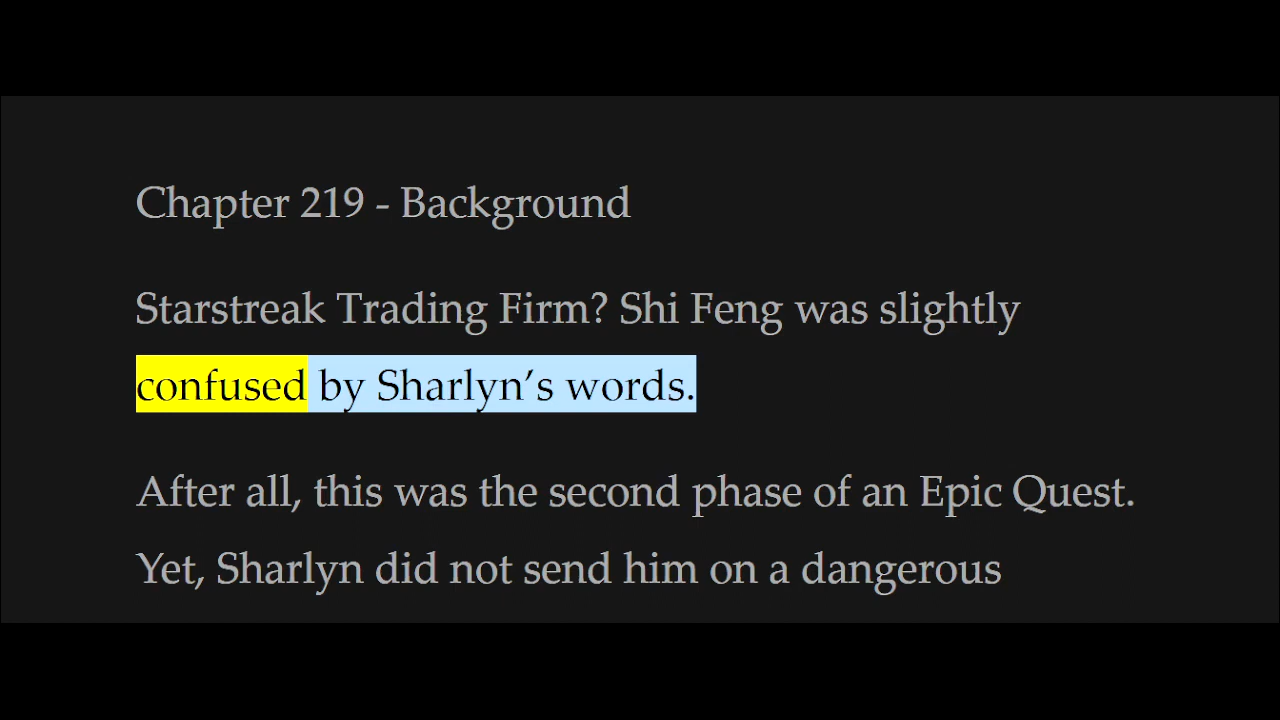 Chapter 219 - Background
Starstreak Trading Firm? Shi Feng was slightly
confused by Sharlyn’s words.
After all, this was the second phase of an Epic Quest.
Yet, Sharlyn did not send him on a dangerous